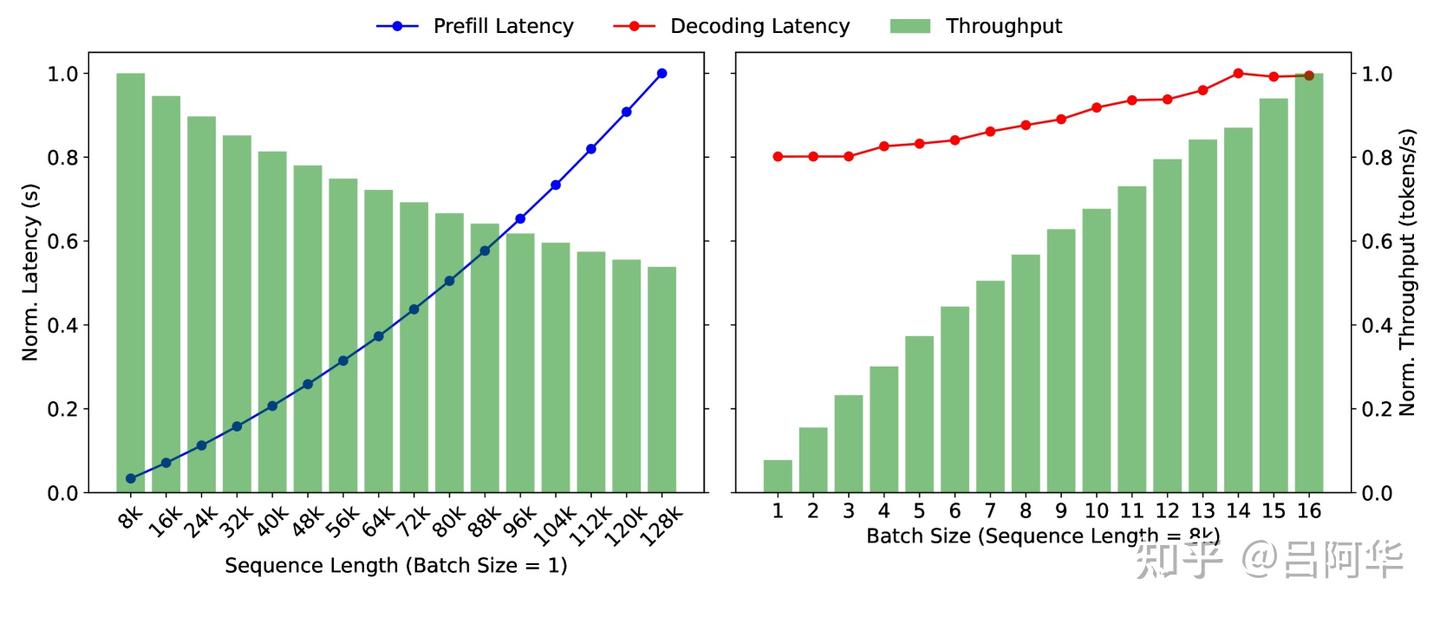 Prefill Latency Decoding Latency Throughput
Norm. Latency (s)
1.0
0.8
0.6
0.4
0.2
0.0
8k 16k 24k 32k 40k 48k 56k 64k 72k 80k 88k 96k 104k 112k 120k 128k
Sequence Length (Batch Size = 1)
1.0
0.8
0.6
0.4
0.2
0.0
Norm. Throughput (tokens/s)
1 2 3 4 5 6 7 8 9 10 11 12 13 14 15 16
Batch Size (Sequence Length = 8k)
知乎 @吕阿华